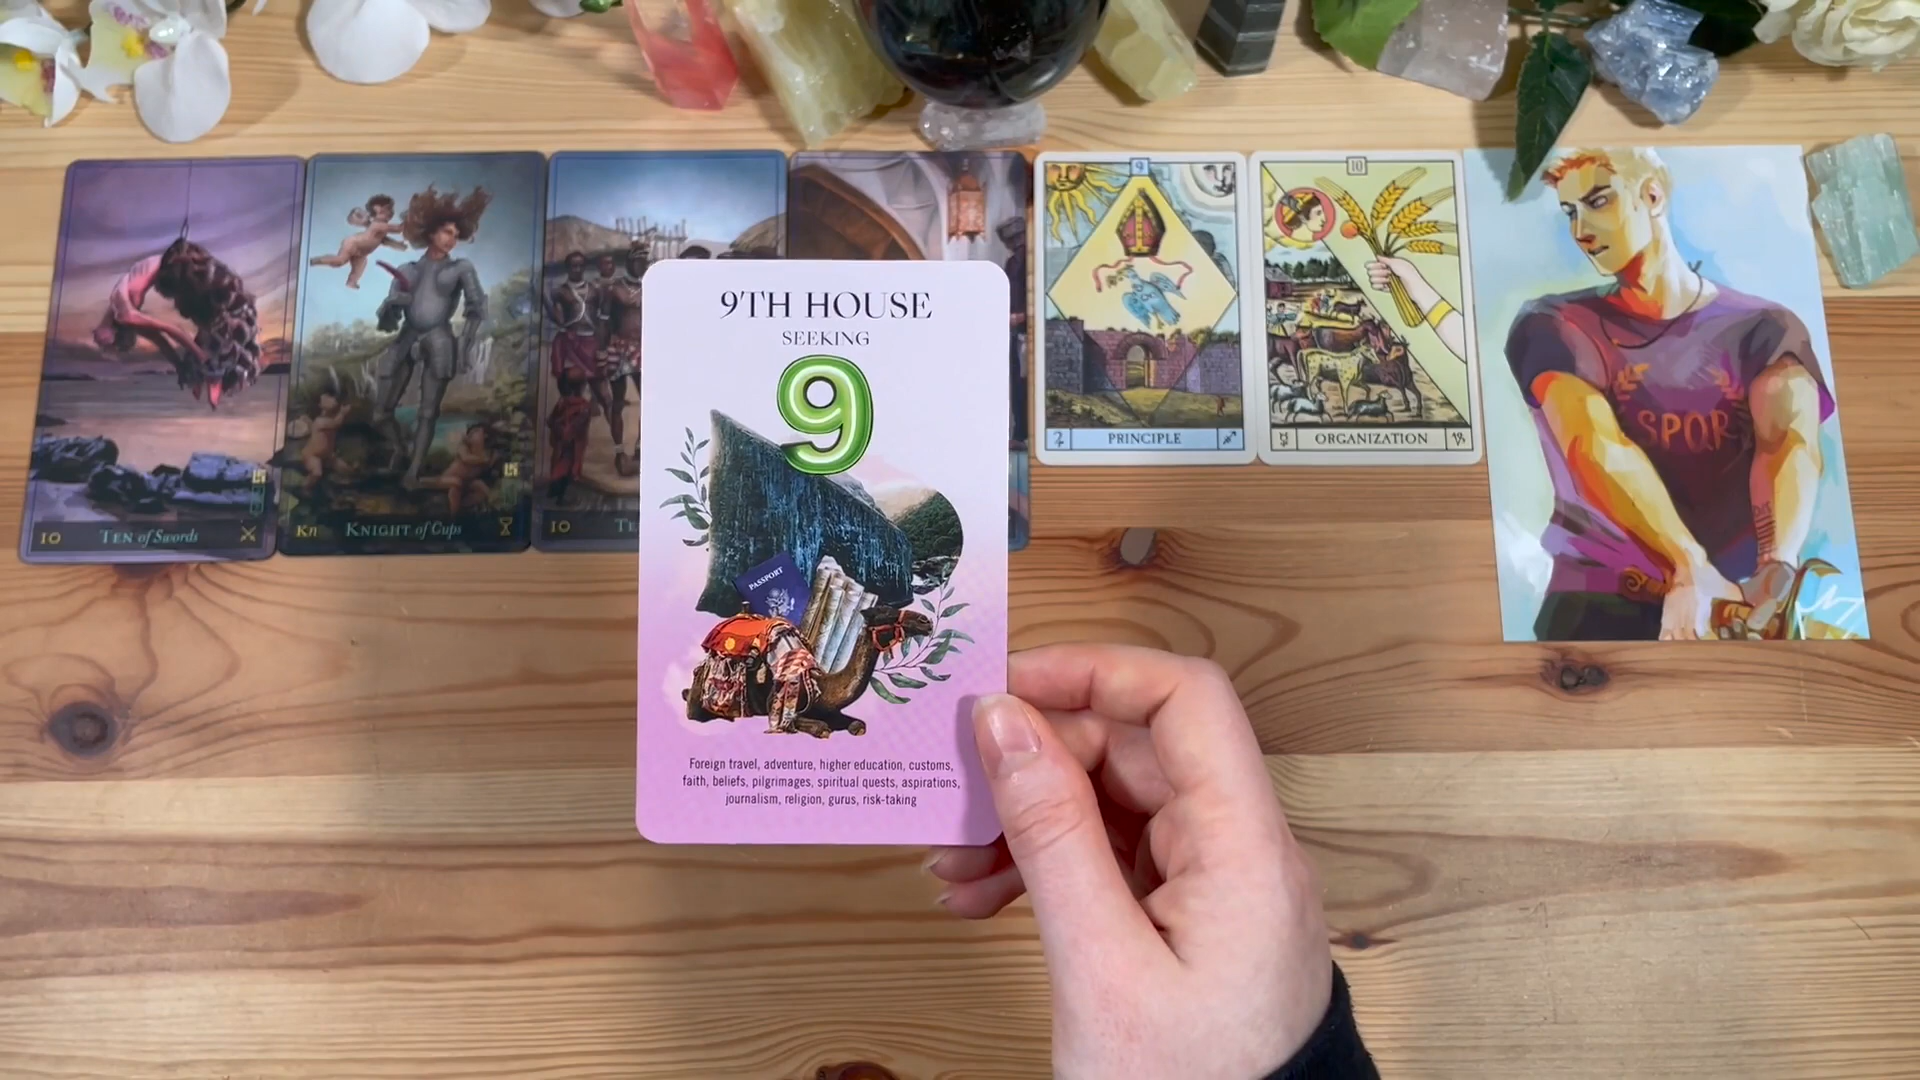 9TH HOUSE
SEEKING
9
PASSPORT
Foreign travel, adventure, higher education, customs,
faith, beliefs, pilgrimages, spiritual quests, aspirations,
journalism, religion, gurus, risk-taking
10 TEN of Swords
Kn KNIGHT of Cups
10 TE
9
PRINCIPLE
10
ORGANIZATION
SPQR